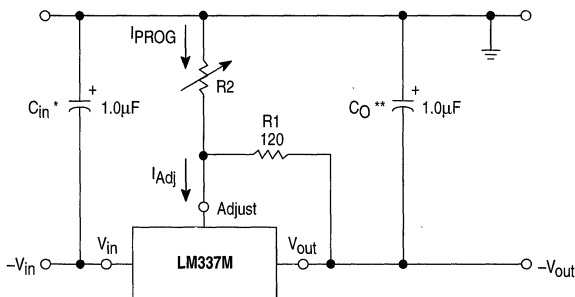 IPROG
+
Cin * 1.0µF
R2
CO ** + 1.0µF
R1
120
IAdj
Adjust
–Vin
Vin
LM337M
Vout
–Vout